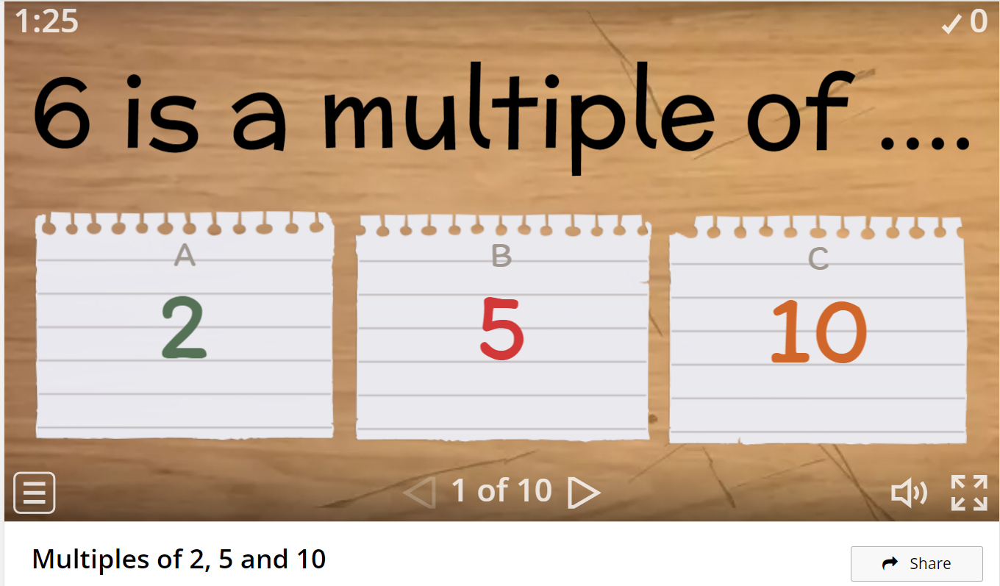 1:25
✓ 0
6 is a multiple of ....
A
2
B
5
C
10
1 of 10
Multiples of 2, 5 and 10
Share